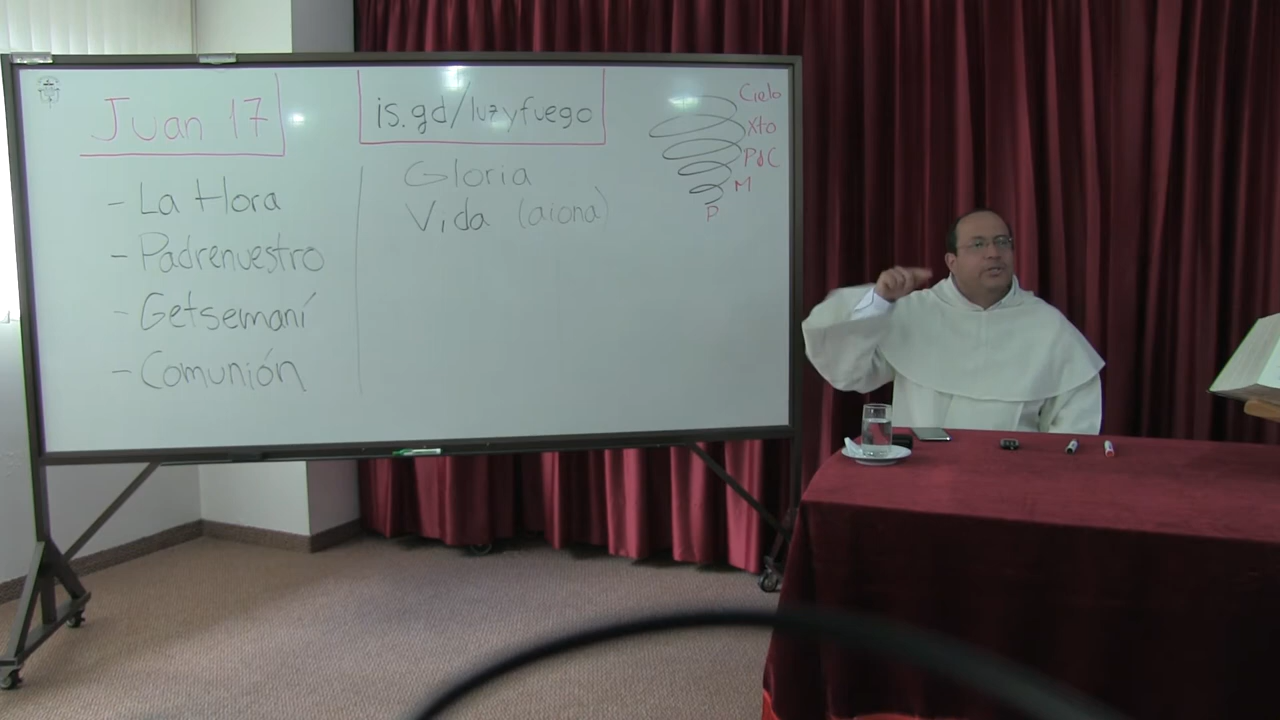 Juan 17
- La Hora
- Padrenuestro
- Getsemaní
- Comunión
is.gd/luzyfuego
Gloria
Vida (aiona)
Cielo
Xto
PdC
M
P